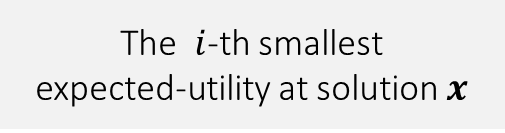 The i-th smallest
expected-utility at solution x